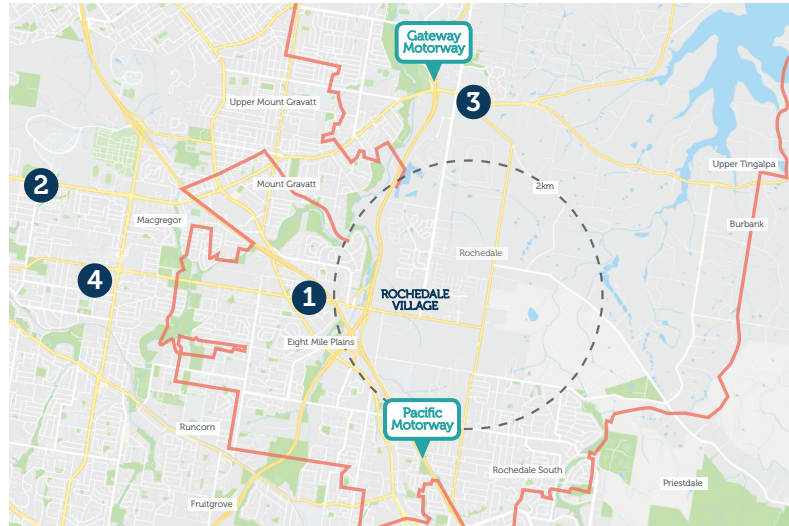 Gateway
Motorway
3
Upper Mount Gravatt
Upper Tingalpa
2
Mount Gravatt
2km
Macgregor
Burbank
Rochedale
4
1
ROCHEDALE
VILLAGE
Eight Mile Plains
Pacific
Motorway
Runcorn
Rochedale South
Priestdale
Fruitgrove